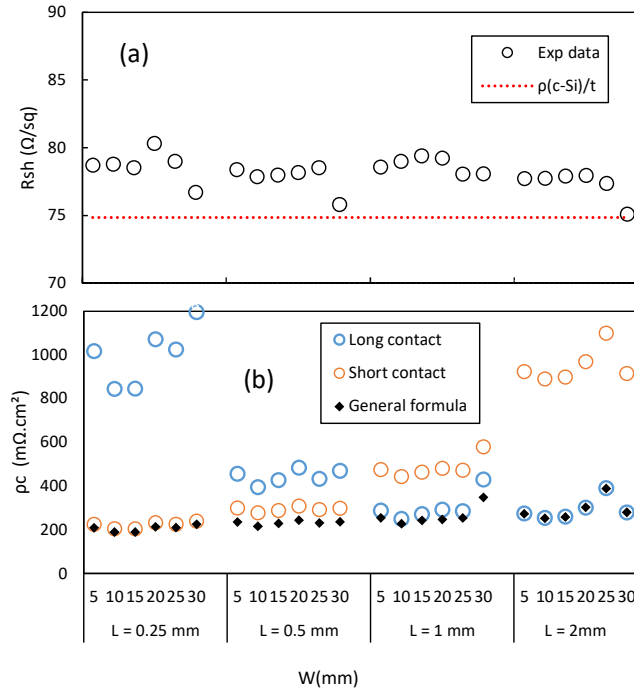 90
(a)
Exp data
ρ(c-Si)/t
85
Rsh (Ω/sq)
80
75
70
1200
Long contact
1000
Short contact
(b)
General formula
800
ρc (mΩ.cm²)
600
400
200
0
5 10 15 20 25 30 5 10 15 20 25 30 5 10 15 20 25 30 5 10 15 20 25 30
L = 0.25 mm L = 0.5 mm L = 1 mm L = 2mm
W(mm)